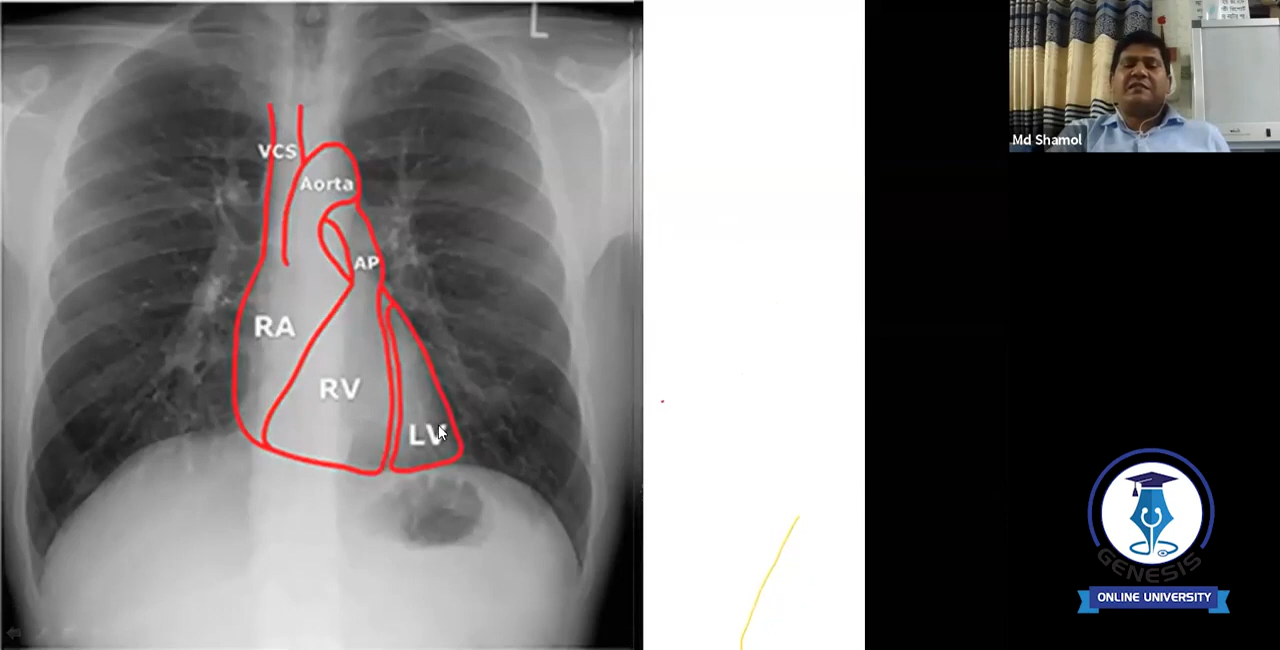 L
VCS
Aorta
AP
RA
RV
LV
Md Shamol
GENESIS
ONLINE UNIVERSITY